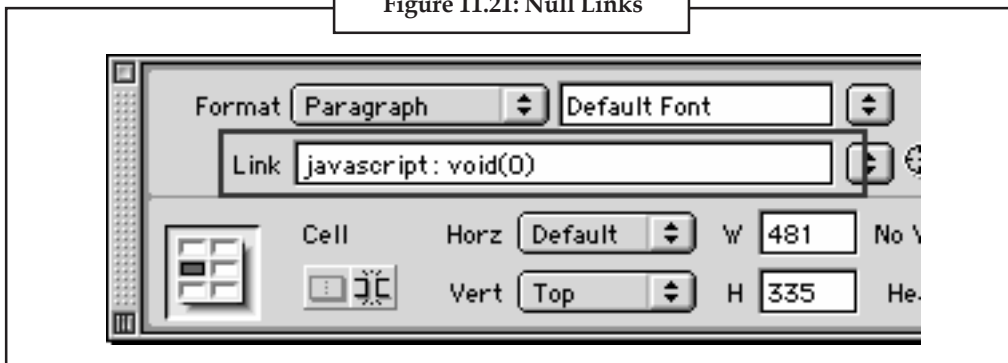 Figure 11.21: Null Links
Format Paragraph Default Font
Link javascript: void(0)
Cell Horz Default W 481 No
Vert Top H 335